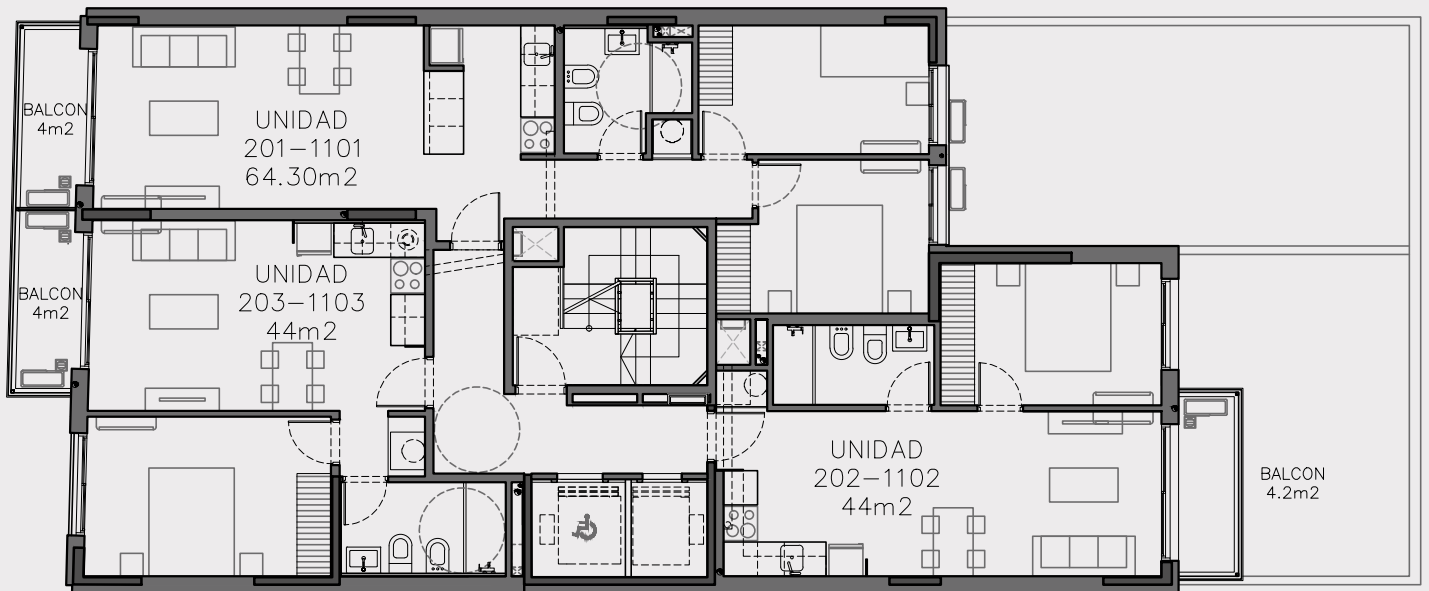 BALCON
4m2
UNIDAD
201-1101
64.30m2
BALCON
4m2
UNIDAD
203-1103
44m2
UNIDAD
202-1102
44m2
BALCON
4.2m2